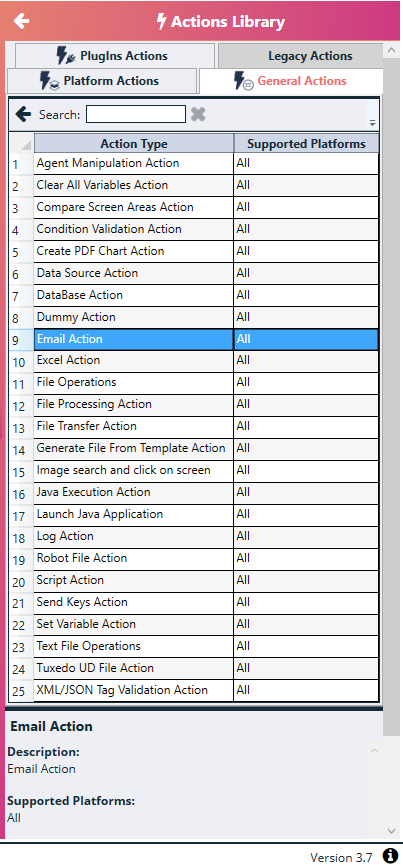 Actions Library
PlugIns Actions
Legacy Actions
Platform Actions
General Actions
Search:
Action Type Supported Platforms
1 Agent Manipulation Action All
2 Clear All Variables Action All
3 Compare Screen Areas Action All
4 Condition Validation Action All
5 Create PDF Chart Action All
6 Data Source Action All
7 DataBase Action All
8 Dummy Action All
9 Email Action All
10 Excel Action All
11 File Operations All
12 File Processing Action All
13 File Transfer Action All
14 Generate File From Template Action All
15 Image search and click on screen All
16 Java Execution Action All
17 Launch Java Application All
18 Log Action All
19 Robot File Action All
20 Script Action All
21 Send Keys Action All
22 Set Variable Action All
23 Text File Operations All
24 Tuxedo UD File Action All
25 XML/JSON Tag Validation Action All
Email Action
Description:
Email Action
Supported Platforms:
All
Version 3.7